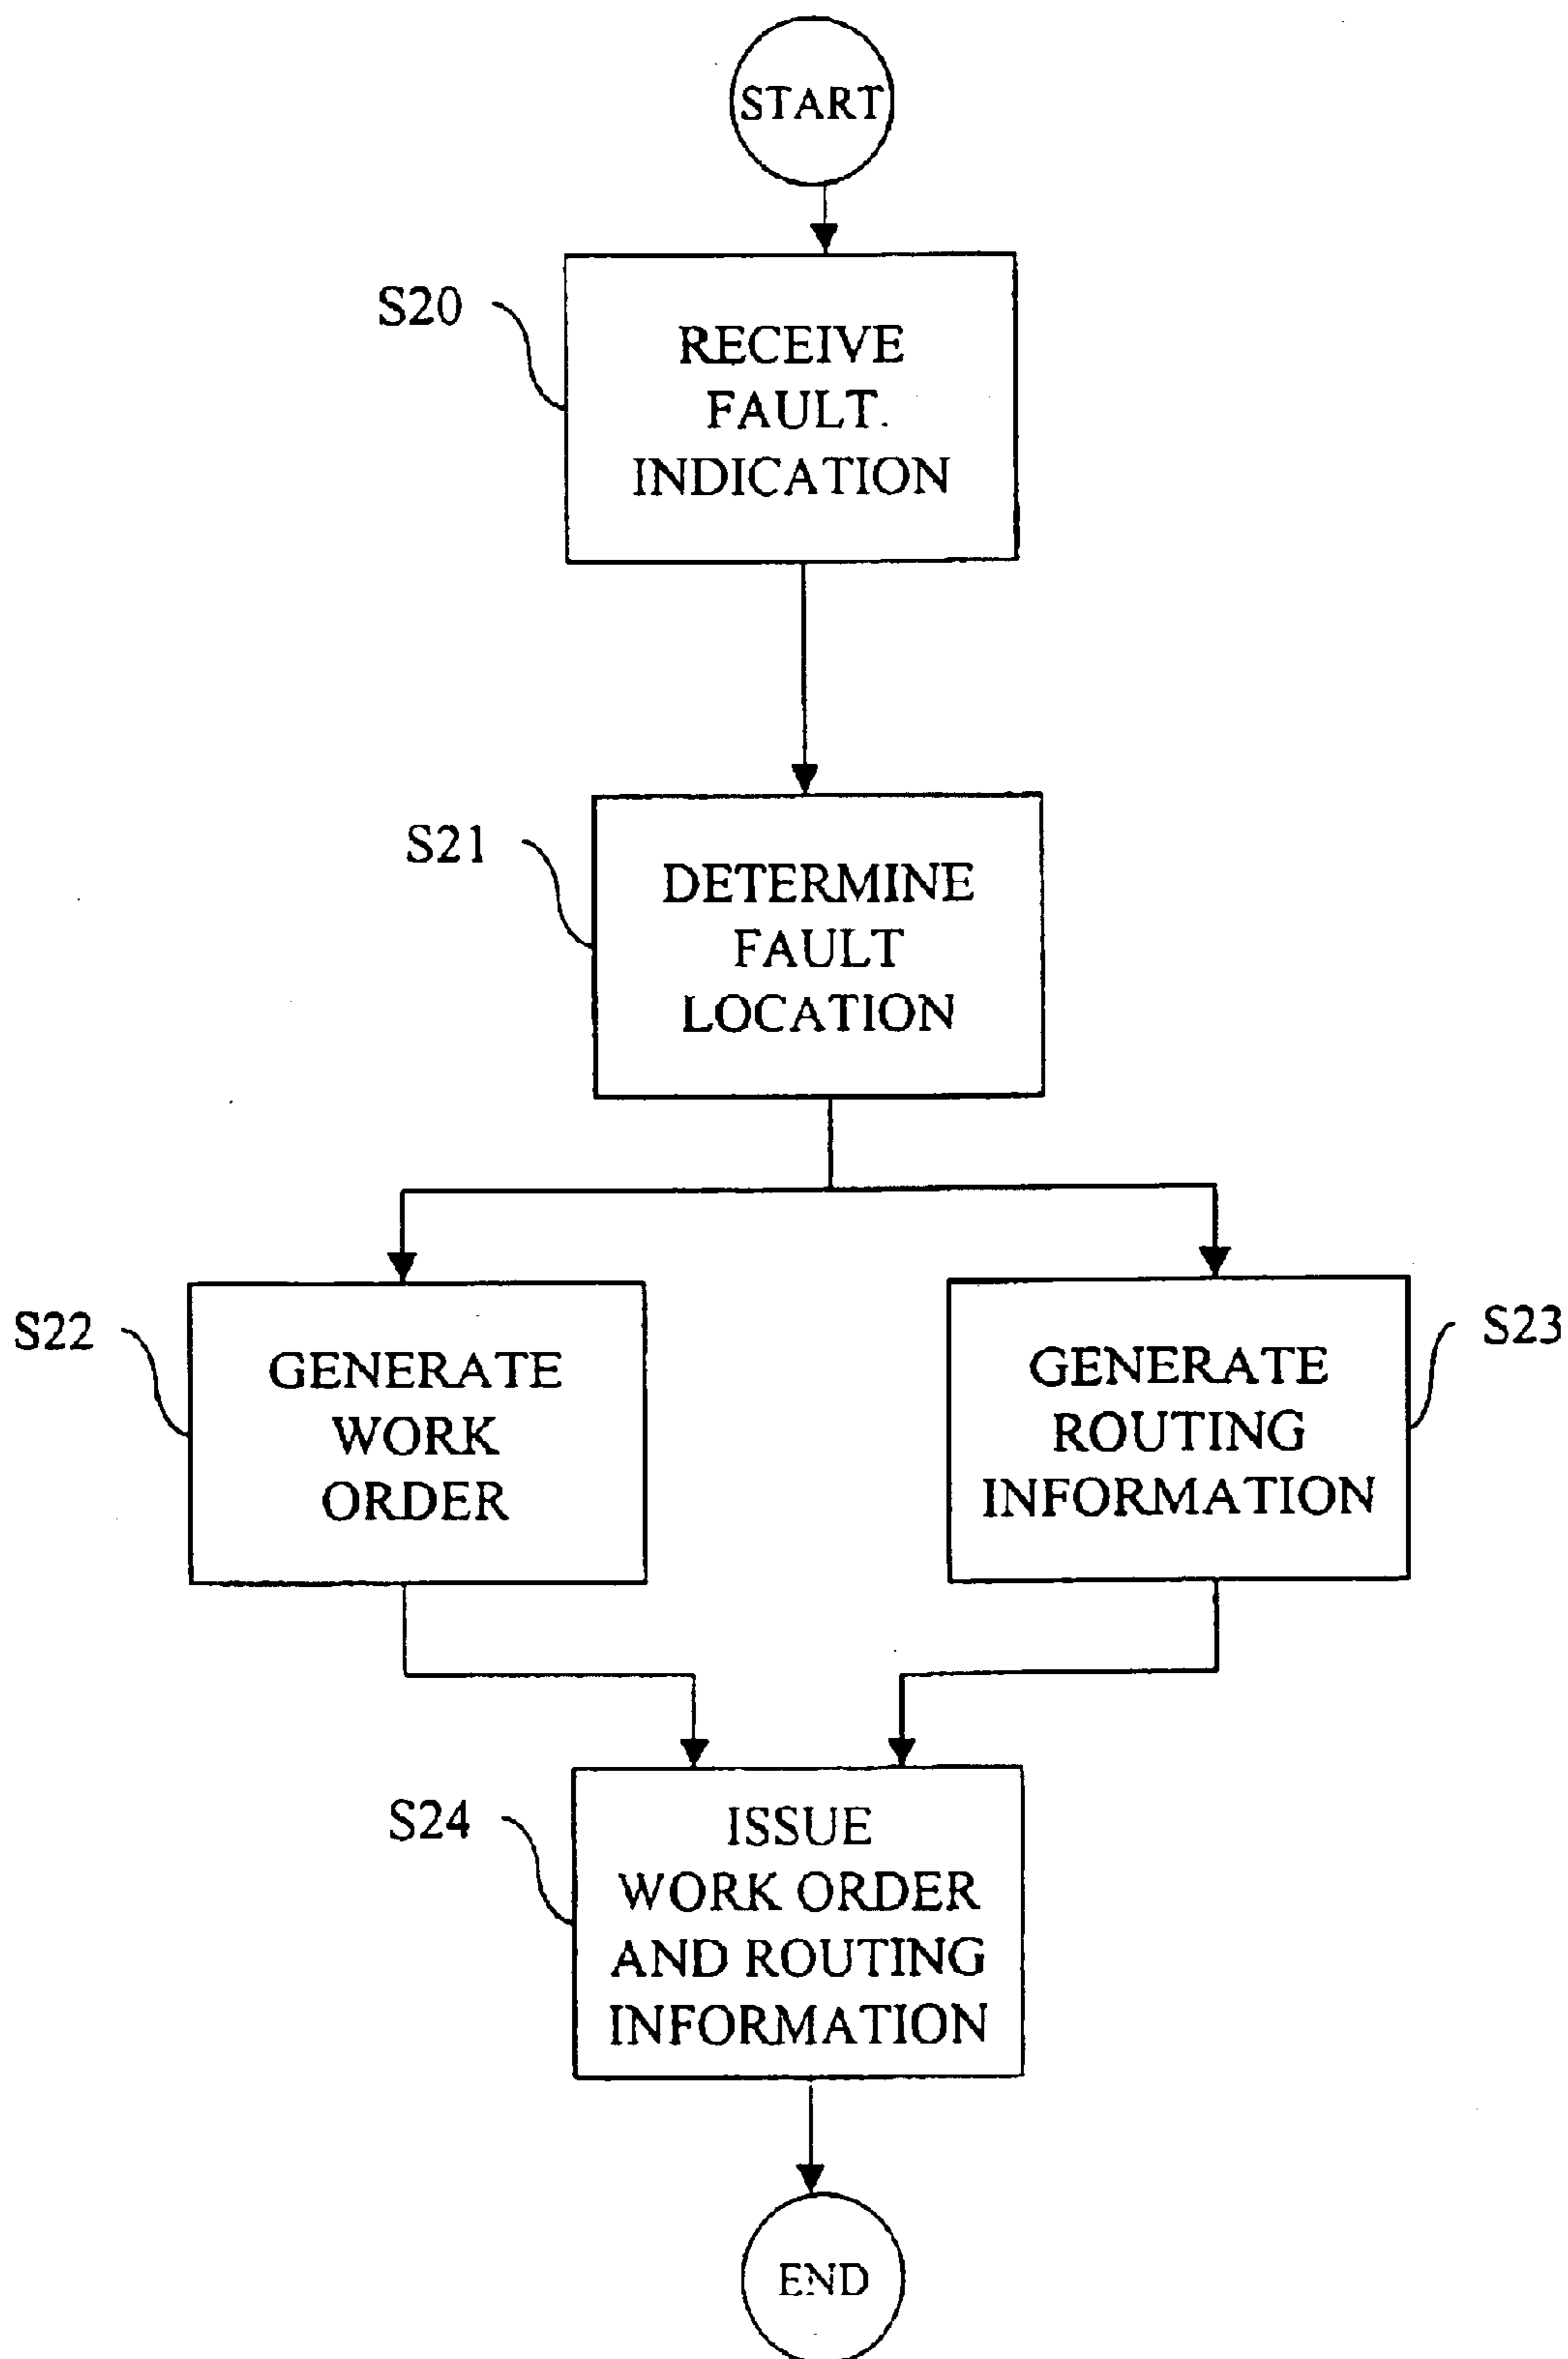 START
S20
RECEIVE
FAULT.
INDICATION
S21
DETERMINE
FAULT
LOCATION
S22
GENERATE
WORK
ORDER
GENERATE
ROUTING
INFORMATION
S23
S24
ISSUE
WORK ORDER
AND ROUTING
INFORMATION
END